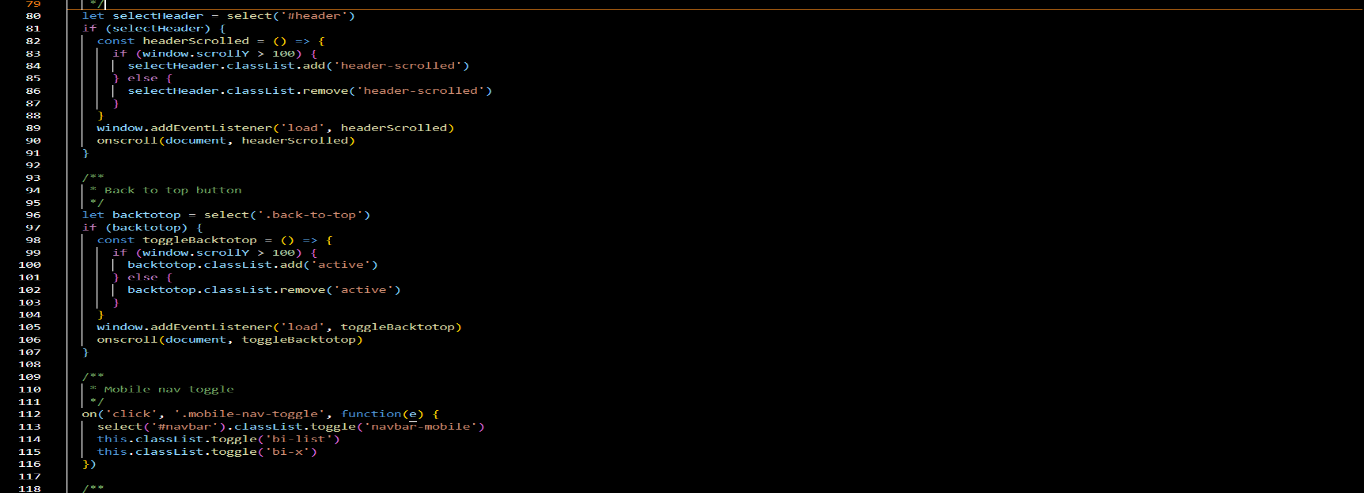 79 */
80 let selectHeader = select('#header')
81 if (selectHeader) {
82 const headerScrolled = () => {
83 if (window.scrollY > 100) {
84 selectHeader.classList.add('header-scrolled')
85 } else {
86 selectHeader.classList.remove('header-scrolled')
87 }
88 }
89 window.addEventListener('load', headerScrolled)
90 onscroll(document, headerScrolled)
91 }
92
93 /**
94 * Back to top button
95 */
96 let backtotop = select('.back-to-top')
97 if (backtotop) {
98 const toggleBacktotop = () => {
99 if (window.scrollY > 100) {
100 backtotop.classList.add('active')
101 } else {
102 backtotop.classList.remove('active')
103 }
104 }
105 window.addEventListener('load', toggleBacktotop)
106 onscroll(document, toggleBacktotop)
107 }
108
109 /**
110 * Mobile nav toggle
111 */
112 on('click', '.mobile-nav-toggle', function(e) {
113 select('#navbar').classList.toggle('navbar-mobile')
114 this.classList.toggle('bi-list')
115 this.classList.toggle('bi-x')
116 })
117
118 /**